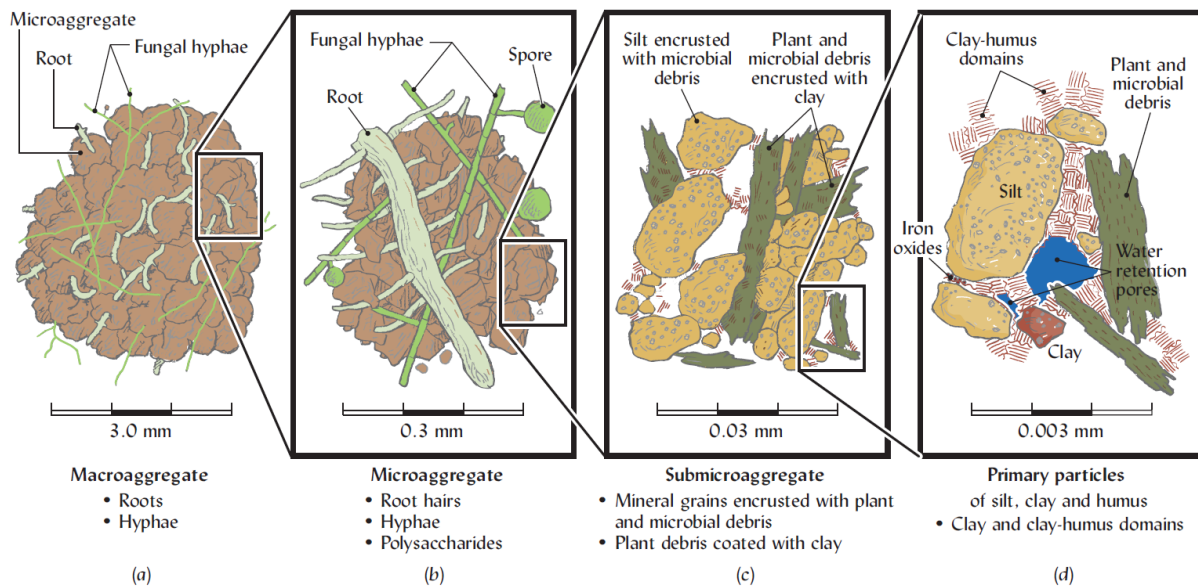 Microaggregate
Root
Fungal hyphae
3.0 mm
Macroaggregate
• Roots
• Hyphae
(a)
Fungal hyphae
Spore
Root
0.3 mm
Microaggregate
• Root hairs
• Hyphae
• Polysaccharides
(b)
Silt encrusted
with microbial
debris
Plant and
microbial debris
encrusted with
clay
0.03 mm
Submicroaggregate
• Mineral grains encrusted with plant
and microbial debris
• Plant debris coated with clay
(c)
Clay-humus
domains
Plant and
microbial
debris
Silt
Iron
oxides
Water
retention
pores
Clay
0.003 mm
Primary particles
of silt, clay and humus
• Clay and clay-humus domains
(d)